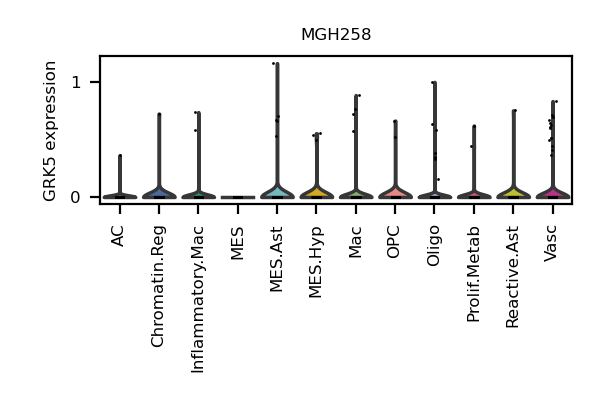 MGH258
GRK5 expression
1
0
AC
Chromatin.Reg
Inflammatory.Mac
MES
MES.Ast
MES.Hyp
Mac
OPC
Oligo
Prolif.Metab
Reactive.Ast
Vasc